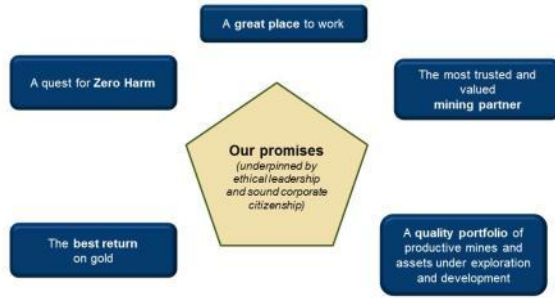 A great place to work
A quest for Zero Harm
The most trusted and
valued
mining partner
Our promises
(underpinned by
ethical leadership
and sound corporate
citizenship)
The best return
on gold
A quality portfolio of
productive mines and
assets under exploration
and development